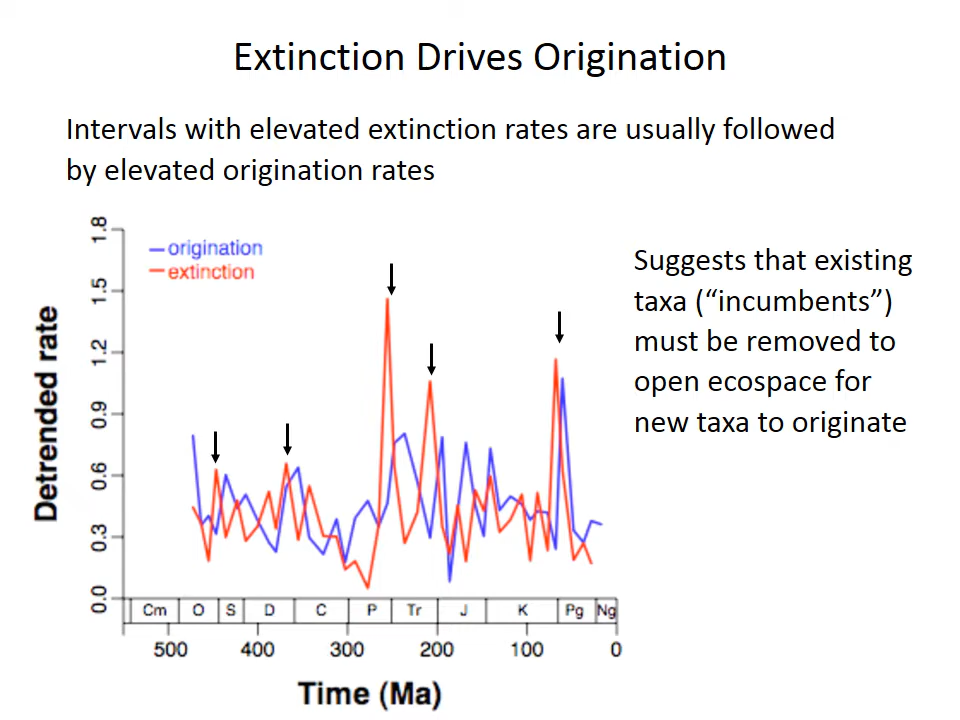 Extinction Drives Origination
Intervals with elevated extinction rates are usually followed
by elevated origination rates
origination
extinction
Suggests that existing
taxa (“incumbents”)
must be removed to
open ecospace for
new taxa to originate
Detrended rate
1.8
1.5
1.2
0.9
0.6
0.3
0.0
Cm O S D C P Tr J K Pg Ng
500 400 300 200 100 0
Time (Ma)